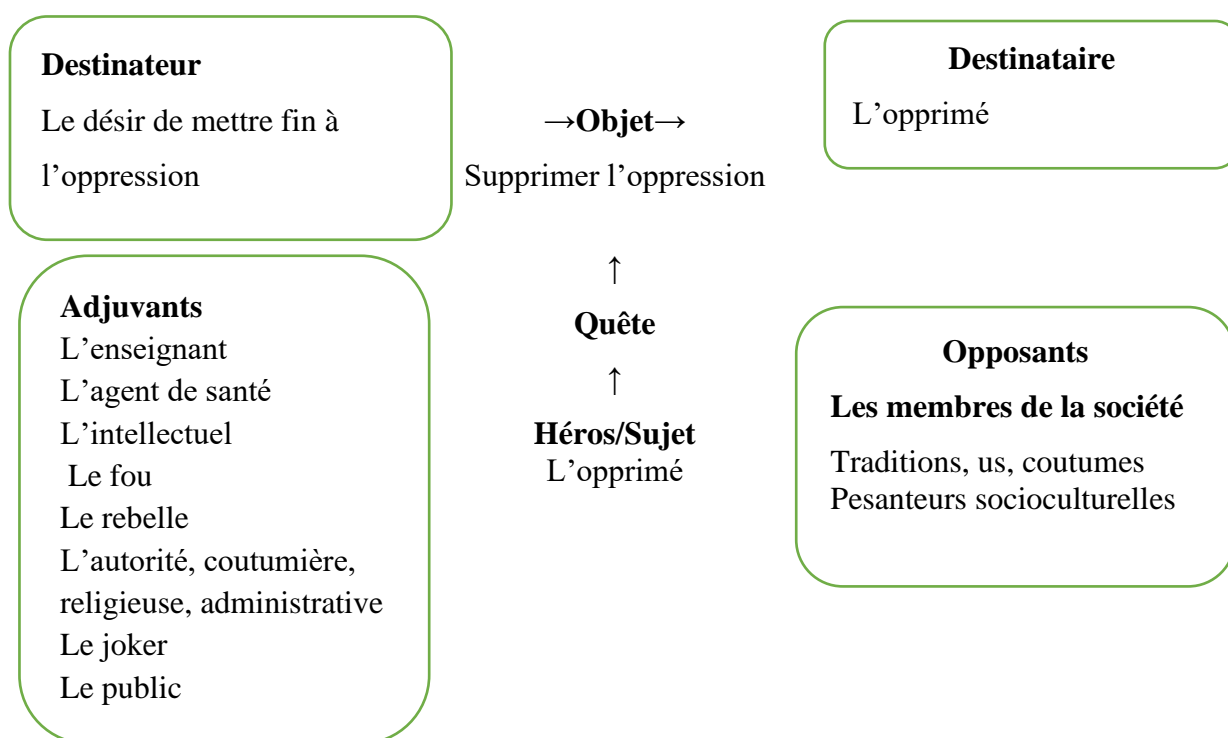 Destinateur
Le désir de mettre fin à
l’oppression
→Objet→
Supprimer l’oppression
Destinataire
L’opprimé
↑
Quête
↑
Héros/Sujet
L’opprimé
Adjuvants
L’enseignant
L’agent de santé
L’intellectuel
Le fou
Le rebelle
L’autorité, coutumière,
religieuse, administrative
Le joker
Le public
Opposants
Les membres de la société
Traditions, us, coutumes
Pesanteurs socioculturelles